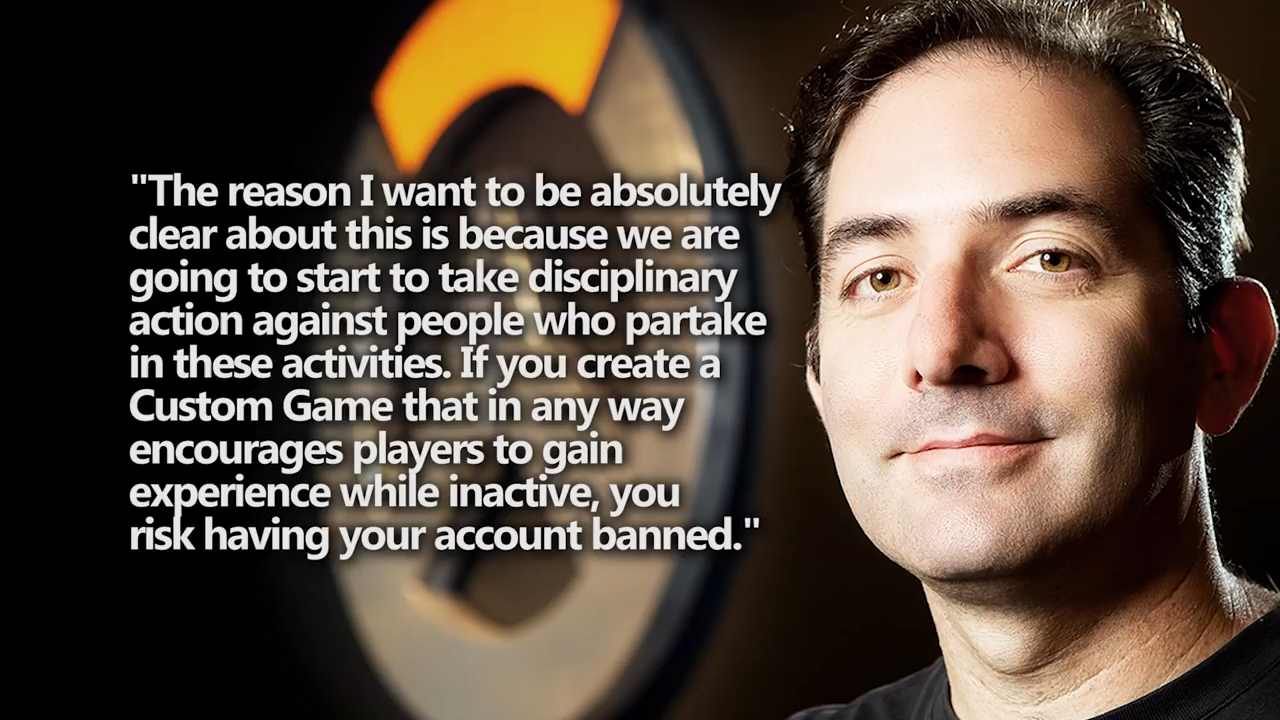 "The reason I want to be absolutely
clear about this is because we are
going to start to take disciplinary
action against people who partake
in these activities. If you create a
Custom Game that in any way
encourages players to gain
experience while inactive, you
risk having your account banned."